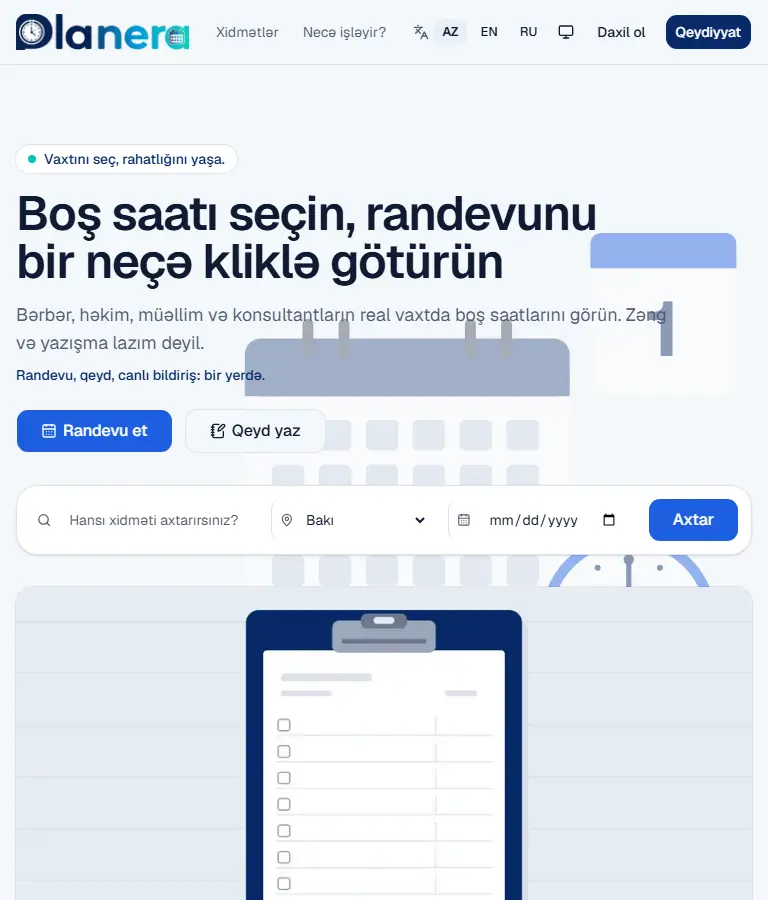 Planera
Xidmətlər
Necə işləyir?
AZ
EN
RU
Daxil ol
Qeydiyyat
Vaxtını seç, rahatlığını yaşa.
Boş saatı seçin, randevunu
bir neçə kliklə götürün
Bərbər, həkim, müəllim və konsultantların real vaxtda boş saatlarını görün. Zəng
və yazışma lazım deyil.
1
Randevu, qeyd, canlı bildiriş: bir yerdə.
Randevu et
Qeyd yaz
Hansı xidməti axtarırsınız?
Bakı
mm/dd/yyyy
Axtar